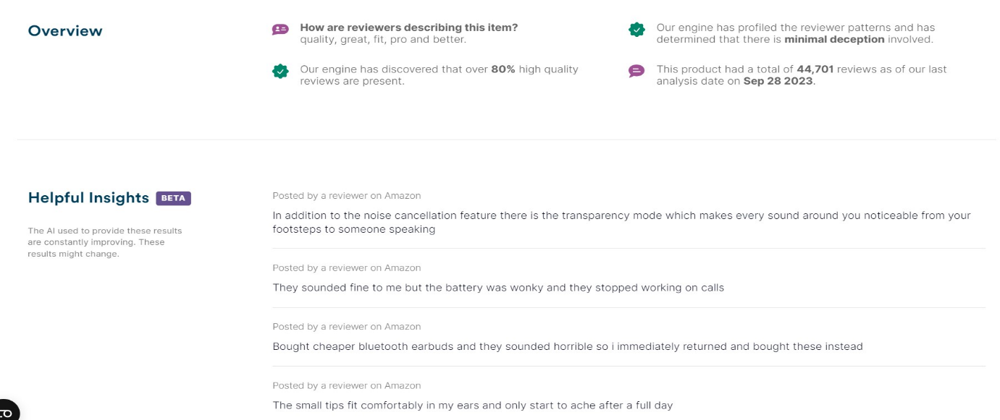 Overview
How are reviewers describing this item?
quality, great, fit, pro and better.
Our engine has profiled the reviewer patterns and has
determined that there is minimal deception involved.
Our engine has discovered that over 80% high quality
reviews are present.
This product had a total of 44,701 reviews as of our last
analysis date on Sep 28 2023.
Helpful Insights BETA
The AI used to provide these results
are constantly improving. These
results might change.
Posted by a reviewer on Amazon
In addition to the noise cancellation feature there is the transparency mode which makes every sound around you noticeable from your
footsteps to someone speaking
Posted by a reviewer on Amazon
They sounded fine to me but the battery was wonky and they stopped working on calls
Posted by a reviewer on Amazon
Bought cheaper bluetooth earbuds and they sounded horrible so i immediately returned and bought these instead
Posted by a reviewer on Amazon
The small tips fit comfortably in my ears and only start to ache after a full day